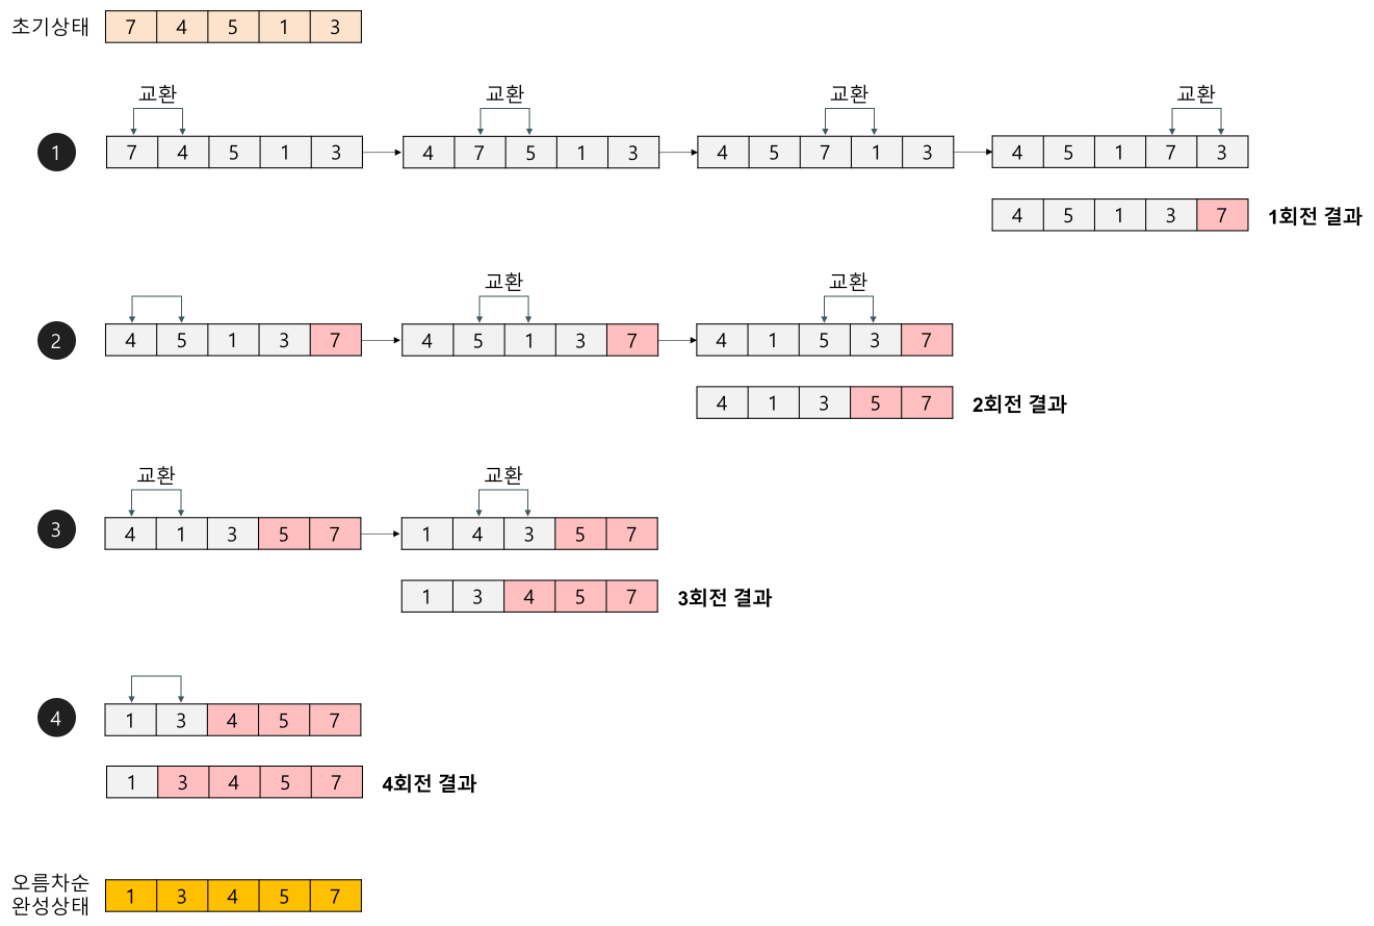 초기상태 7 4 5 1 3
교환 교환 교환 교환
1 7 4 5 1 3 4 7 5 1 3 4 5 7 1 3 4 5 1 7 3
4 5 1 3 7 1회전 결과
교환 교환
2 4 5 1 3 7 4 5 1 3 7 4 1 5 3 7
4 1 3 5 7 2회전 결과
교환 교환
3 4 1 3 5 7 1 4 3 5 7
1 3 4 5 7 3회전 결과
4 1 3 4 5 7
1 3 4 5 7 4회전 결과
오름차순
완성상태 1 3 4 5 7